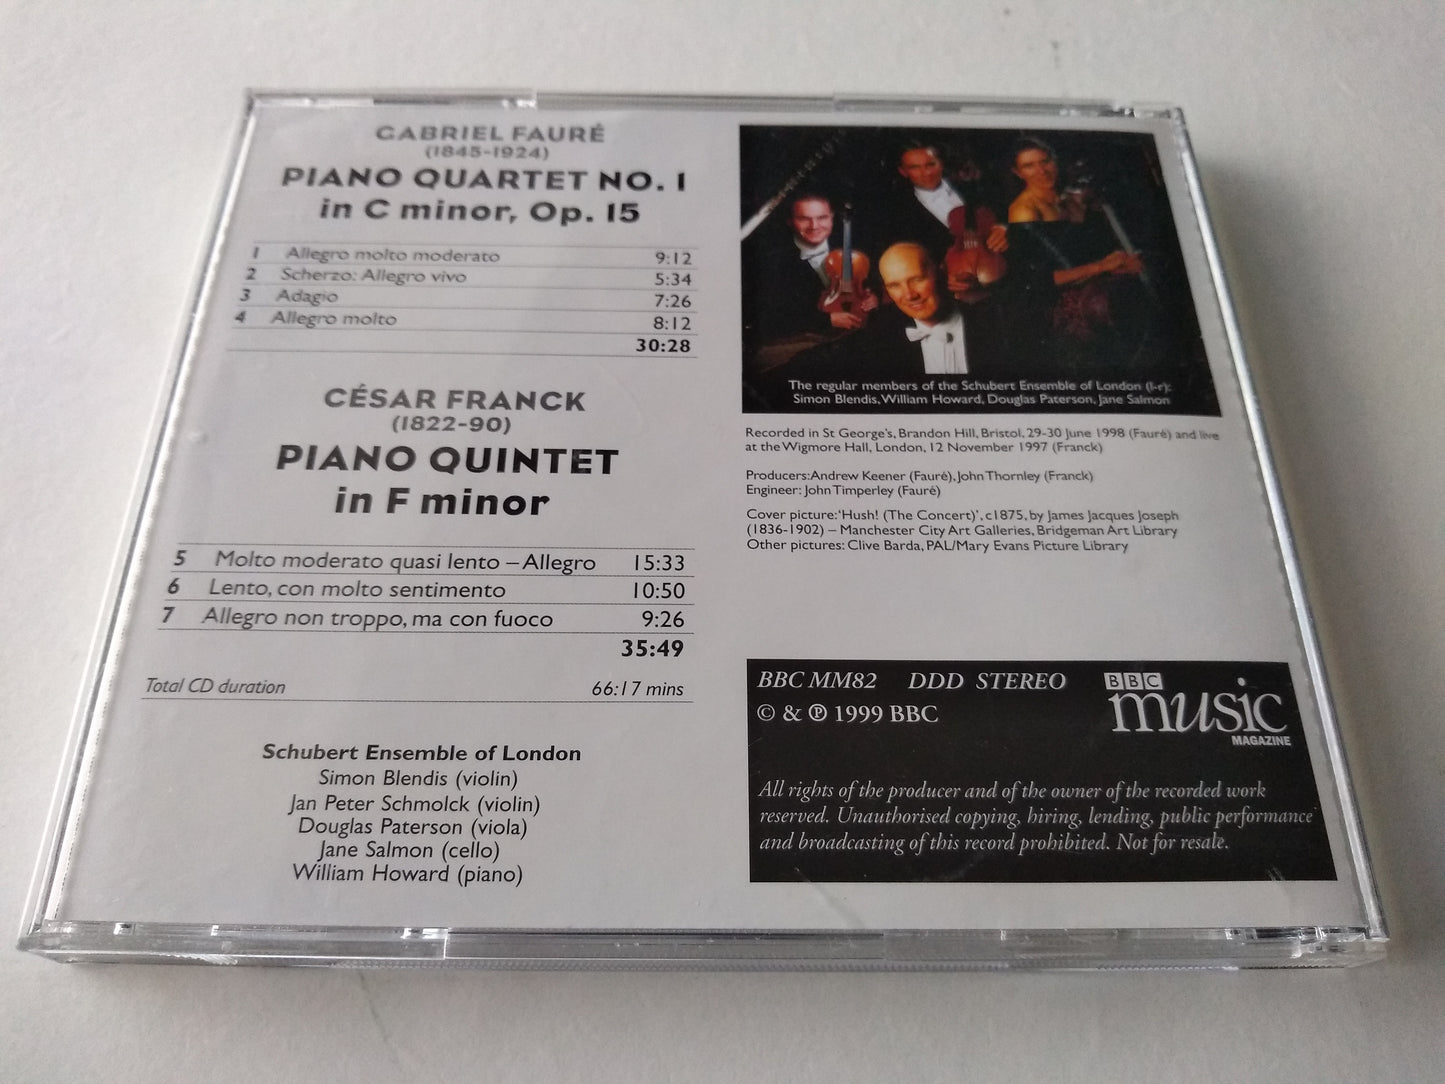 GABRIEL FAURÉ
(1845-1924)
PIANO QUARTET NO. 1
in C minor, Op. 15
1 Allegro molto moderato 9:12
2 Scherzo: Allegro vivo 5:34
3 Adagio 7:26
4 Allegro molto 8:12
30:28
CÉSAR FRANCK
(1822-90)
PIANO QUINTET
in F minor
5 Molto moderato quasi lento – Allegro 15:33
6 Lento, con molto sentimento 10:50
7 Allegro non troppo, ma con fuoco 9:26
35:49
Total CD duration 66:17 mins
Schubert Ensemble of London
Simon Blendis (violin)
Jan Peter Schmolck (violin)
Douglas Paterson (viola)
Jane Salmon (cello)
William Howard (piano)
The regular members of the Schubert Ensemble of London (l-r):
Simon Blendis, William Howard, Douglas Paterson, Jane Salmon
Recorded in St George's, Brandon Hill, Bristol, 29-30 June 1998 (Fauré) and live
at the Wigmore Hall, London, 12 November 1997 (Franck)
Producers: Andrew Keener (Fauré), John Thornley (Franck)
Engineer: John Timperley (Fauré)
Cover picture: 'Hush! (The Concert)', c1875, by James Jacques Joseph
(1836-1902) – Manchester City Art Galleries, Bridgeman Art Library
Other pictures: Clive Barda, PAL/Mary Evans Picture Library
BBC MM82 DDD STEREO
© & ℗ 1999 BBC
BBC
music
MAGAZINE
All rights of the producer and of the owner of the recorded work
reserved. Unauthorised copying, hiring, lending, public performance
and broadcasting of this record prohibited. Not for resale.